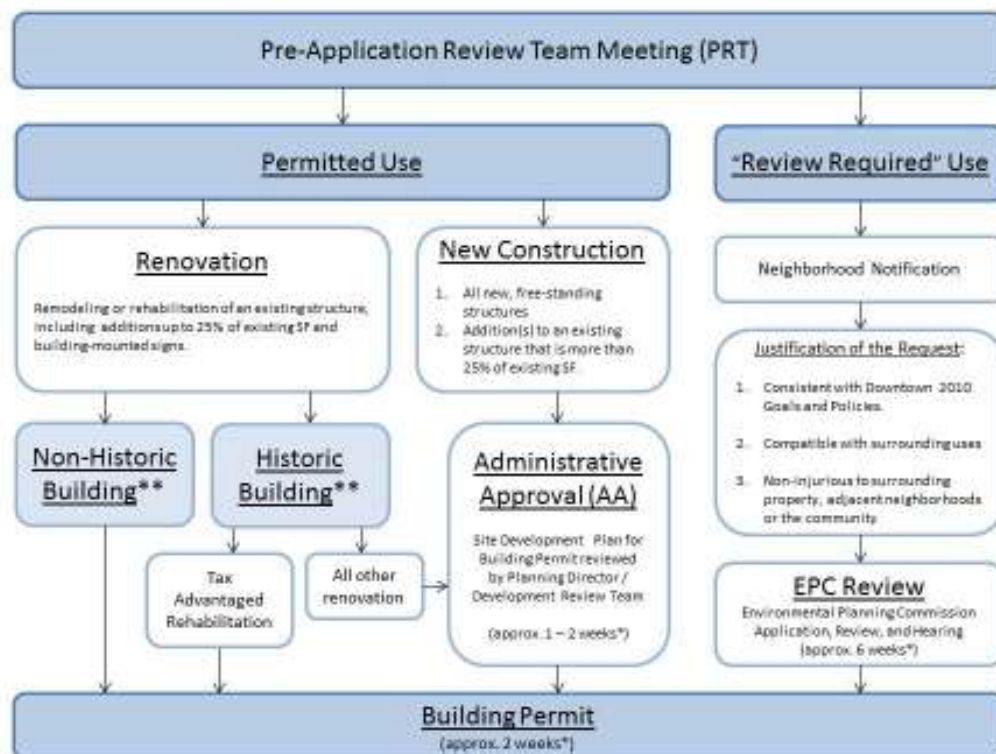 Pre-Application Review Team Meeting (PRT)
Permitted Use
"Review Required" Use
Renovation
Remodeling or rehabilitation of an existing structure,
including additions up to 25% of existing SF and
building-mounted signs.
New Construction
1. All new, free-standing
structures
2. Addition(s) to an existing
structure that is more than
25% of existing SF
Neighborhood Notification
Justification of the Request:
1. Consistent with Downtown 2010
Goals and Policies.
2. Compatible with surrounding uses
3. Non-injurious to surrounding
property, adjacent neighborhoods
or the community
Non-Historic
Building**
Historic
Building**
Administrative
Approval (AA)
Site Development Plan for
Building Permit reviewed
by Planning Director /
Development Review Team
(approx. 1 – 2 weeks*)
Tax
Advantaged
Rehabilitation
All other
renovation
EPC Review
Environmental Planning Commission
Application, Review, and Hearing
(approx. 6 weeks*)
Building Permit
(approx. 2 weeks*)